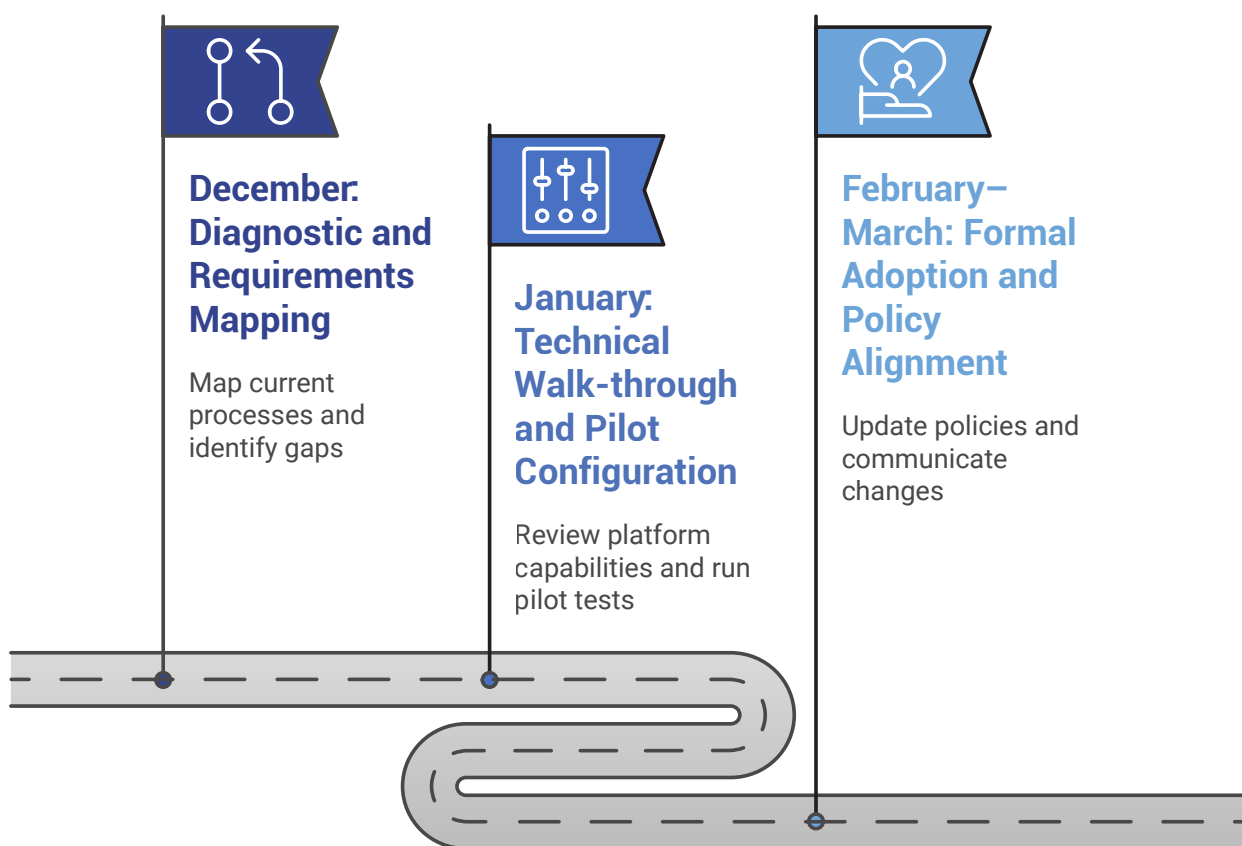 December:
Diagnostic and
Requirements
Mapping
Map current
processes and
identify gaps
January:
Technical
Walk-through
and Pilot
Configuration
Review platform
capabilities and run
pilot tests
February–
March: Formal
Adoption and
Policy
Alignment
Update policies and
communicate
changes